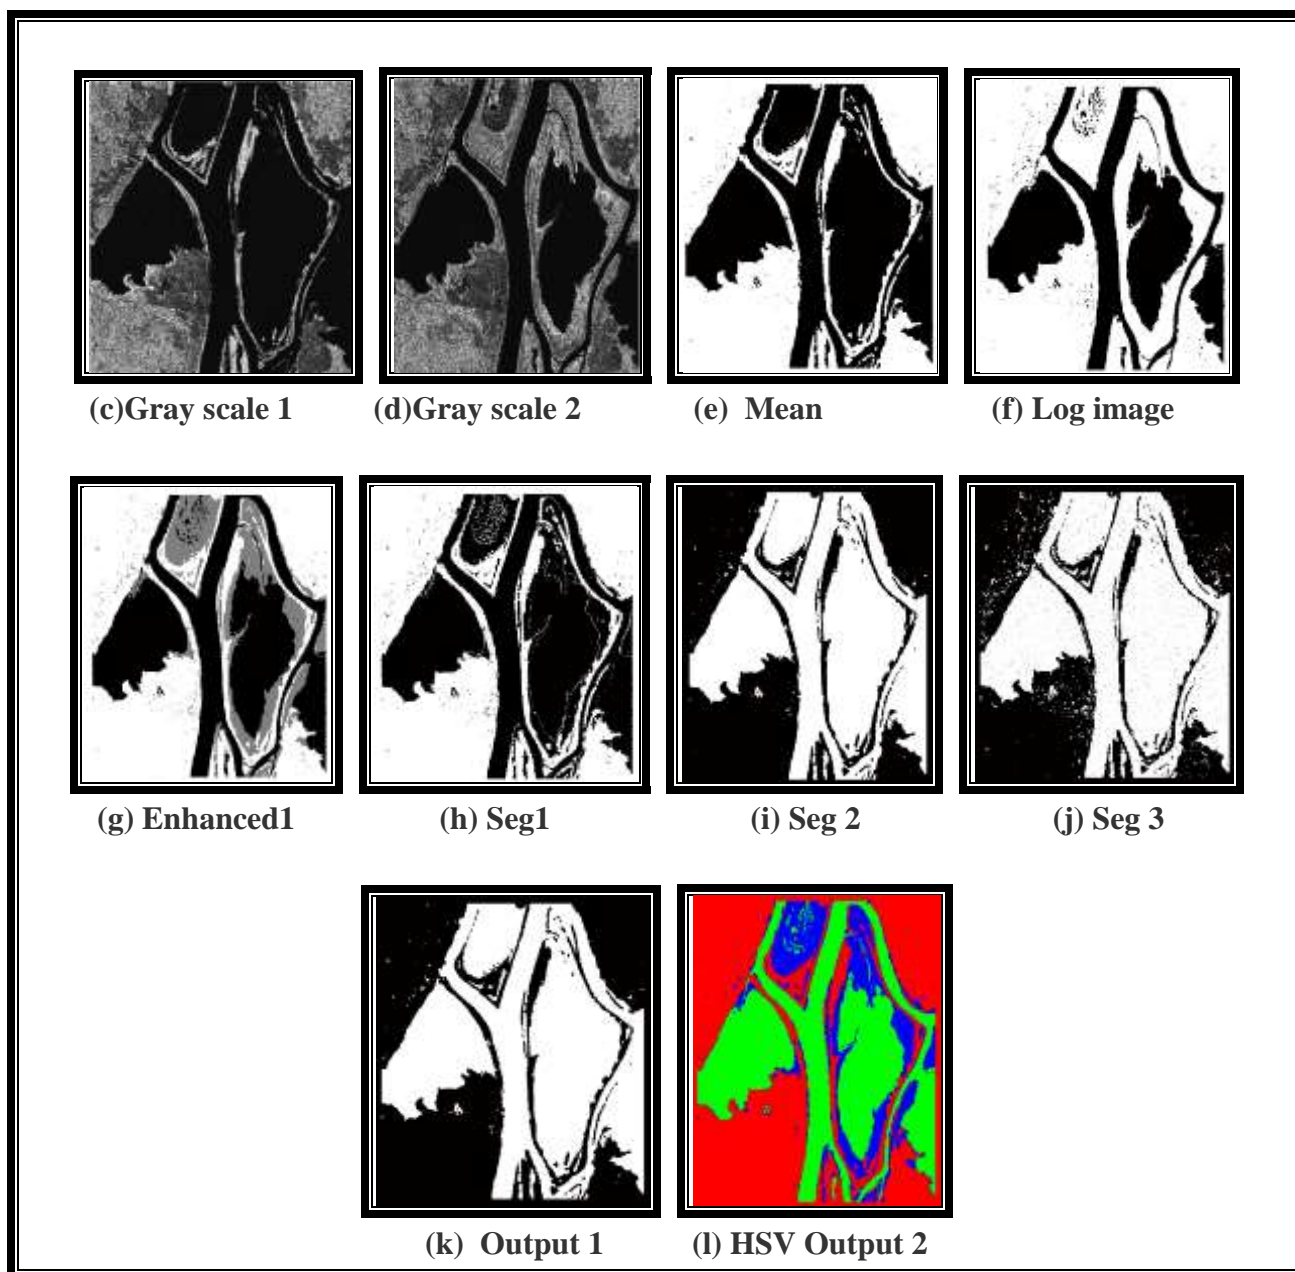 (c)Gray scale 1
(d)Gray scale 2
(e) Mean
(f) Log image
(g) Enhanced1
(h) Seg1
(i) Seg 2
(j) Seg 3
(k) Output 1
(l) HSV Output 2